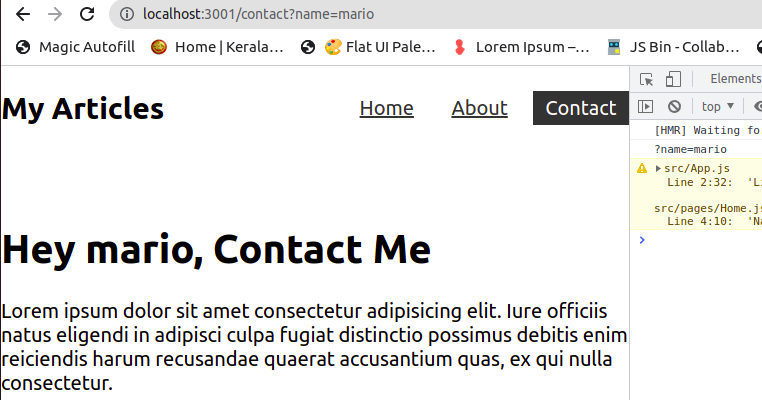 localhost:3001/contact?name=mario
Magic Autofill Home | Kerala… Flat UI Pale… Lorem Ipsum –… JS Bin - Collab…
Elements
top
My Articles Home About Contact
[HMR] Waiting for
?name=mario
src/App.js
Line 2:32:
src/pages/Home.js
Line 4:10:
Hey mario, Contact Me
Lorem ipsum dolor sit amet consectetur adipisicing elit. Iure officiis
natus eligendi in adipisci culpa fugiat distinctio possimus debitis enim
reiciendis harum recusandae quaerat accusantium quas, ex qui nulla
consectetur.